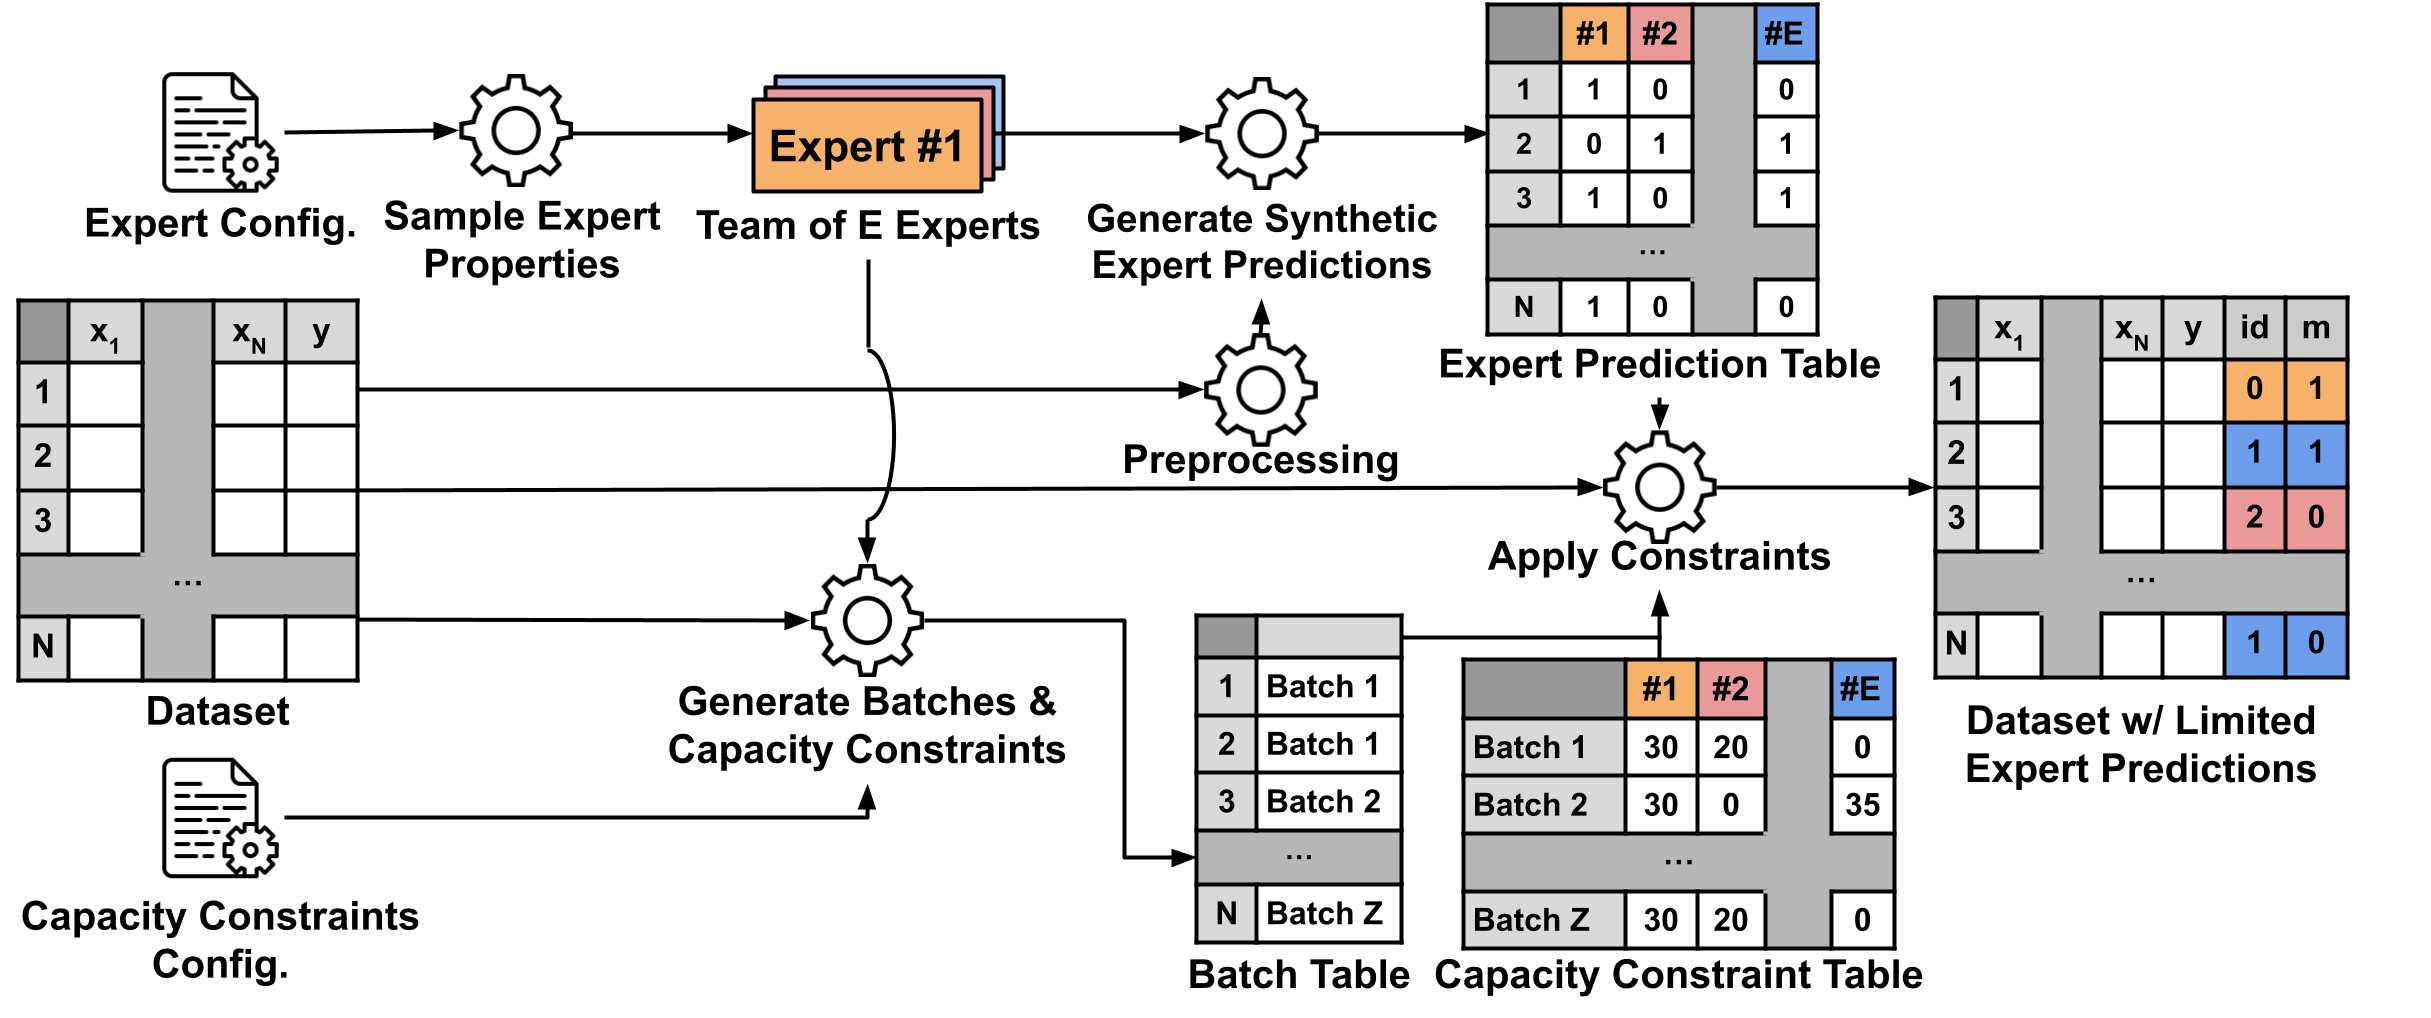 Expert Config.
Sample Expert
Properties
Expert #1
Team of E Experts
Generate Synthetic
Expert Predictions
#1 #2 #E
1 1 0 0
2 0 1 1
3 1 0 1
...
N 1 0 0
Expert Prediction Table
x1 xN y
1
2
3
...
N
Dataset
Preprocessing
Apply Constraints
Generate Batches &
Capacity Constraints
Capacity Constraints
Config.
1 Batch 1
2 Batch 1
3 Batch 2
...
N Batch Z
Batch Table
#1 #2 #E
Batch 1 30 20 0
Batch 2 30 0 35
...
Batch Z 30 20 0
Capacity Constraint Table
x1 xN y id m
1 0 1
2 1 1
3 2 0
...
N 1 0
Dataset w/ Limited
Expert Predictions